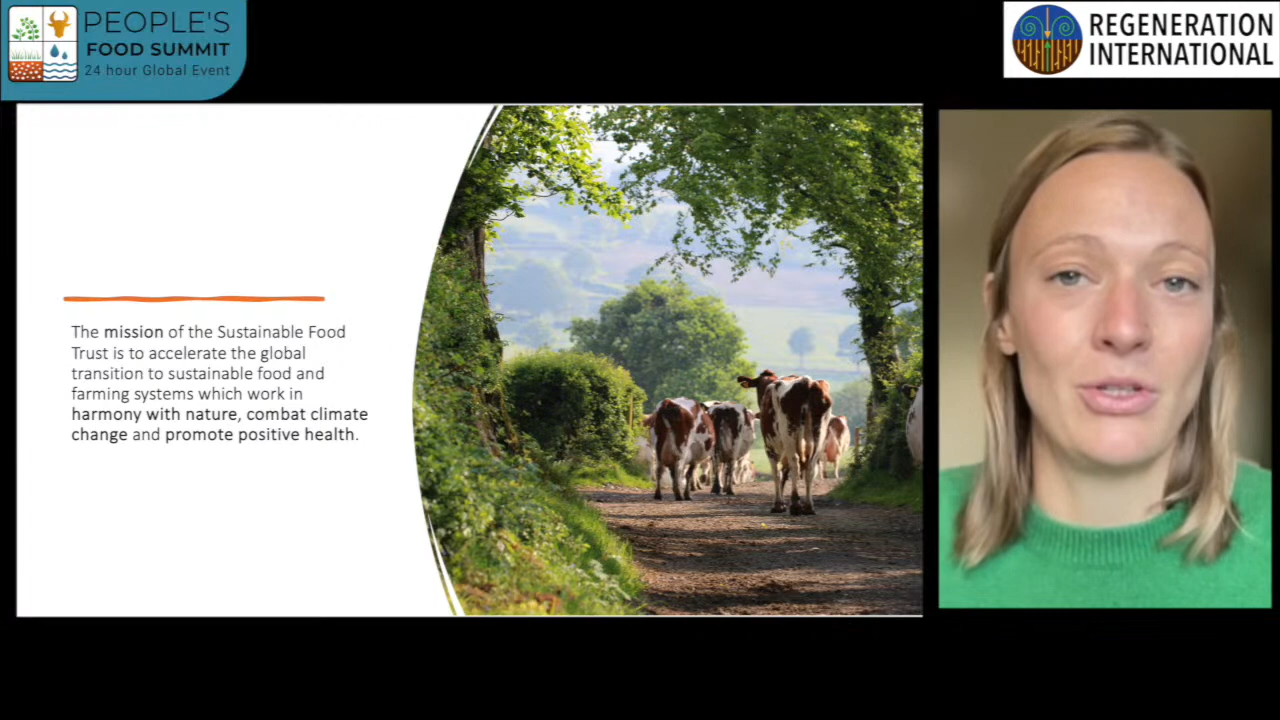 PEOPLE'S
FOOD SUMMIT
24 hour Global Event
REGENERATION
INTERNATIONAL
The mission of the Sustainable Food
Trust is to accelerate the global
transition to sustainable food and
farming systems which work in
harmony with nature, combat climate
change and promote positive health.